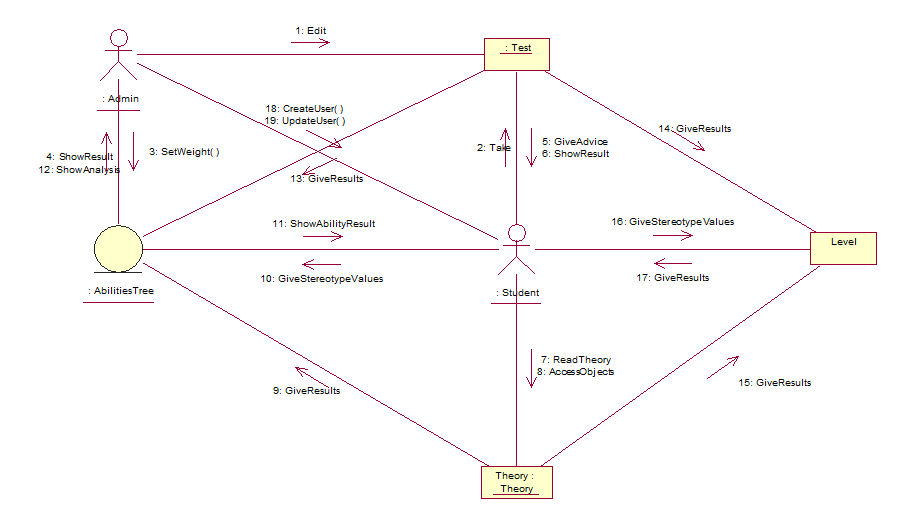 1: Edit
: Test
: Admin
18: CreateUser( )
19: UpdateUser( )
14: GiveResults
4: ShowResult
12: ShowAnalysis
3: SetWeight( )
2: Take
5: GiveAdvice
6: ShowResult
13: GiveResults
11: ShowAbilityResult
16: GiveStereotypeValues
Level
10: GiveStereotypeValues
17: GiveResults
: AbilitiesTree
: Student
7: ReadTheory
8: AccessObjects
9: GiveResults
15: GiveResults
Theory :
Theory